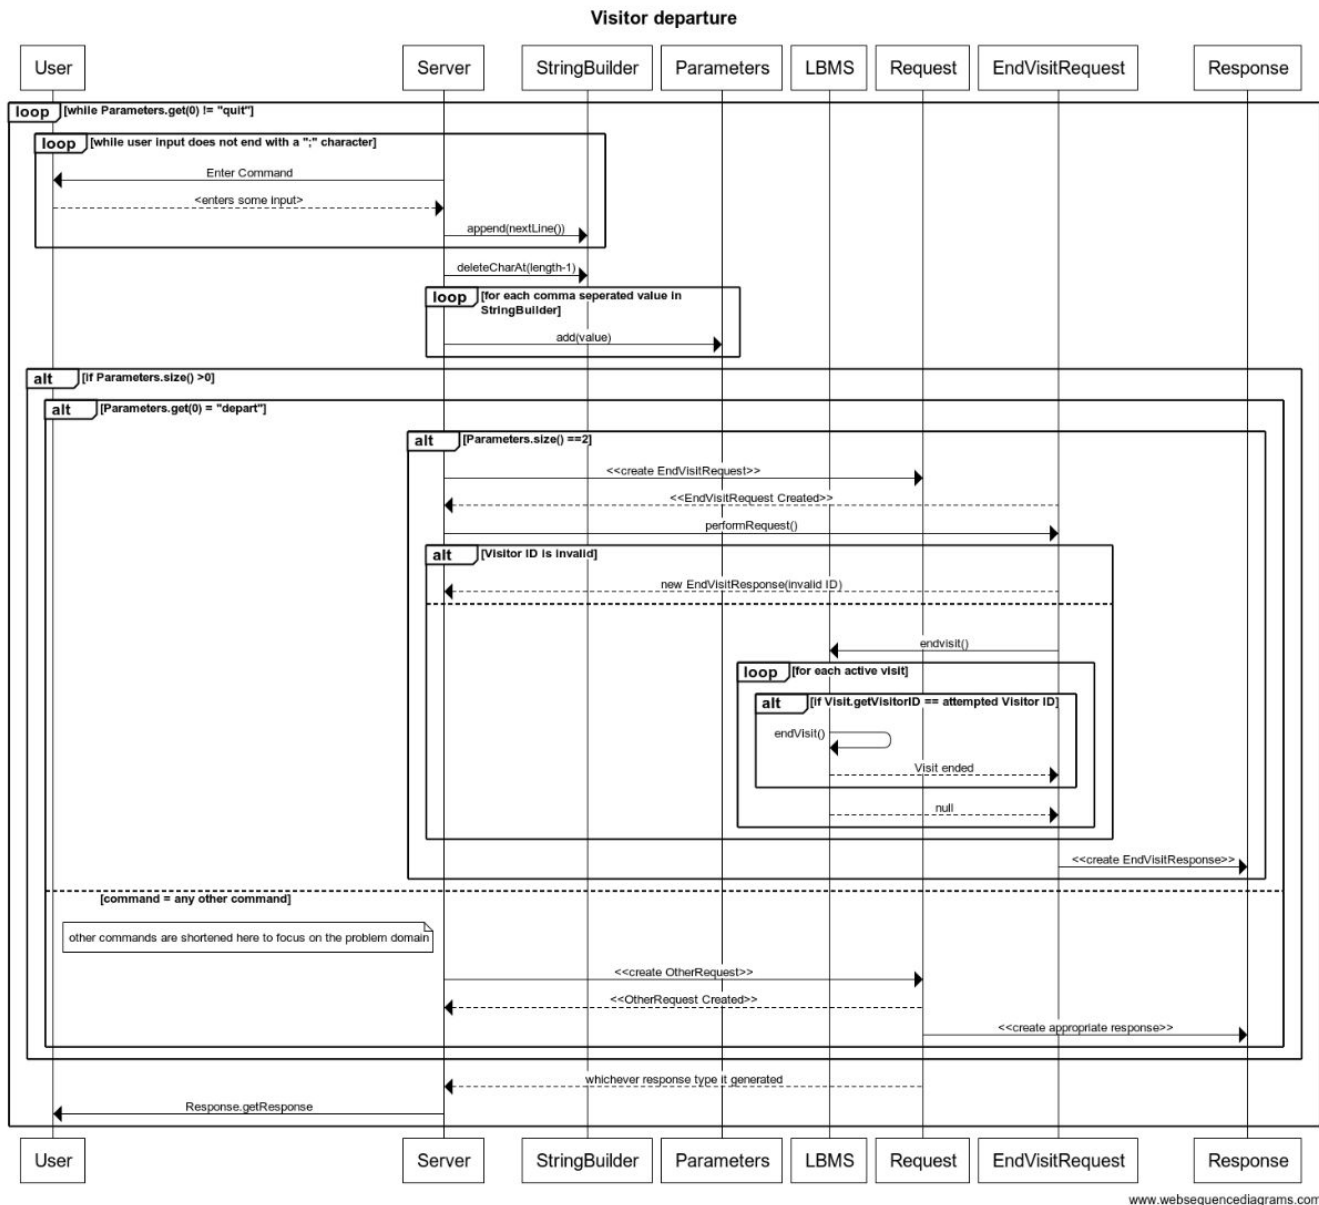 Visitor departure
User Server StringBuilder Parameters LBMS Request EndVisitRequest Response
loop [while Parameters.get(0) != "quit"]
loop [while user input does not end with a ";" character]
Enter Command
<enters some input>
append(nextLine())
deleteCharAt(length-1)
loop [for each comma seperated value in
StringBuilder]
add(value)
alt [if Parameters.size() >0]
alt [Parameters.get(0) = "depart"]
alt [Parameters.size() ==2]
<<create EndVisitRequest>>
<<EndVisitRequest Created>>
performRequest()
alt [Visitor ID is invalid]
new EndVisitResponse(invalid ID)
endvisit()
loop [for each active visit]
alt [if Visit.getVisitorID == attempted Visitor ID]
endVisit()
Visit ended
null
<<create EndVisitResponse>>
[command = any other command]
other commands are shortened here to focus on the problem domain
<<create OtherRequest>>
<<OtherRequest Created>>
<<create appropriate response>>
whichever response type it generated
Response.getResponse
User Server StringBuilder Parameters LBMS Request EndVisitRequest Response
www.websequencediagrams.com